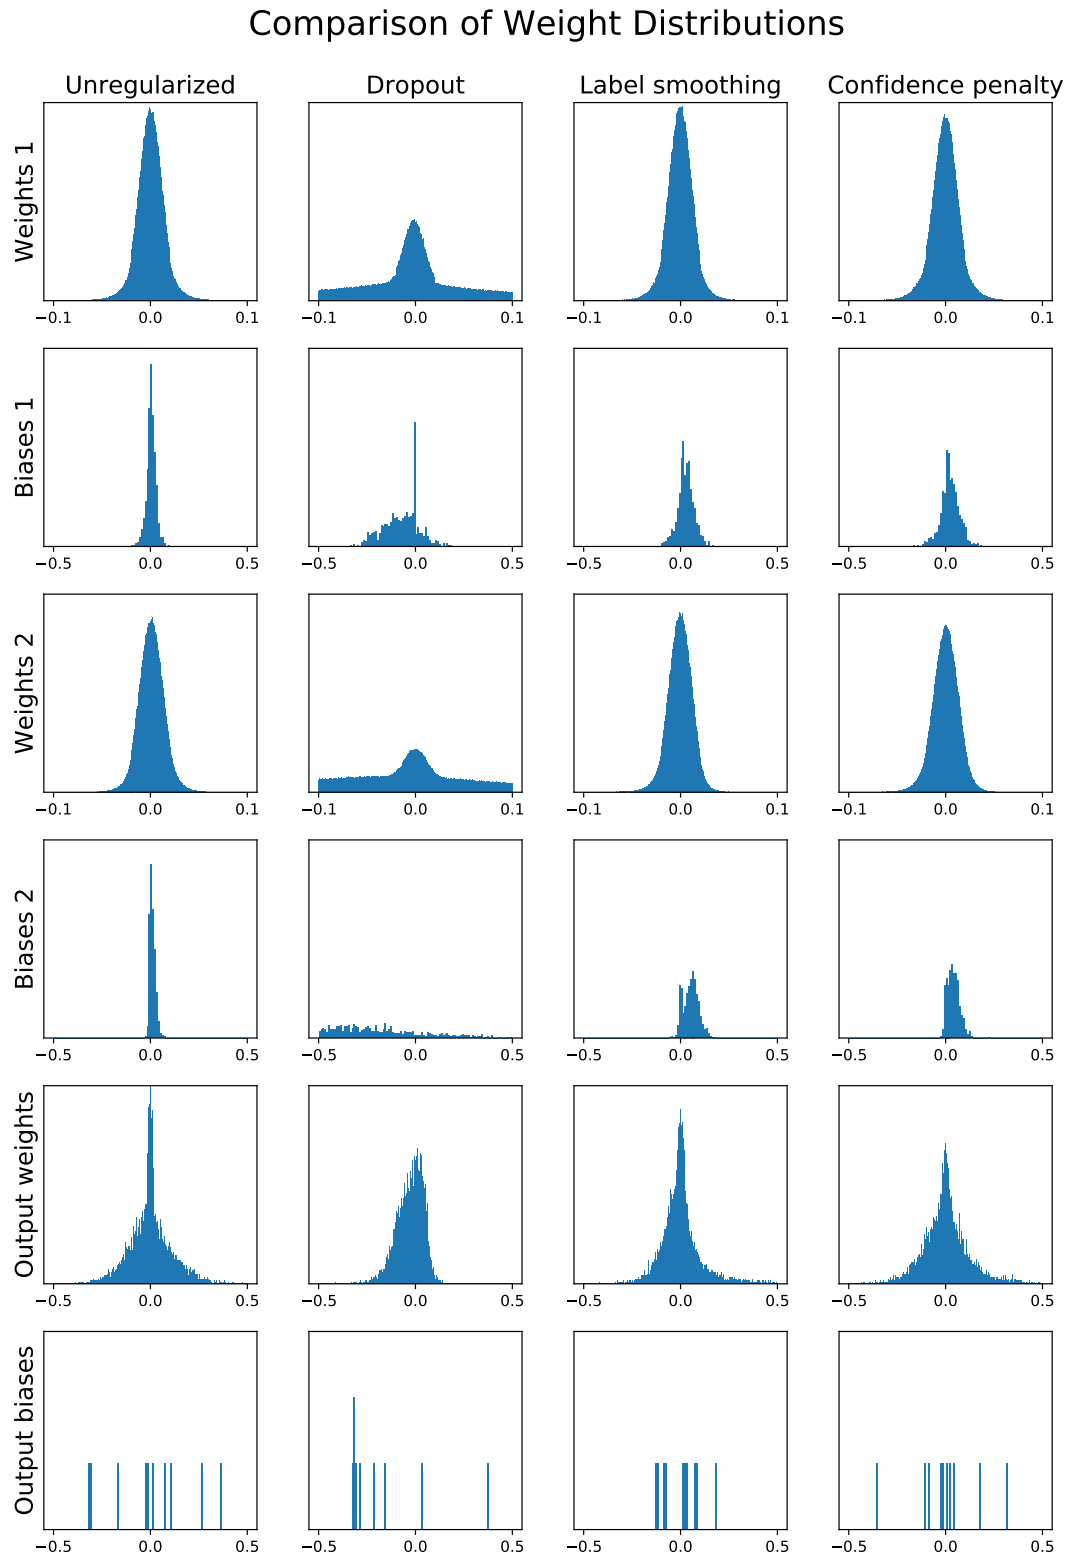 Comparison of Weight Distributions
Unregularized Dropout Label smoothing Confidence penalty
Weights 1
−0.1 0.0 0.1 −0.1 0.0 0.1 −0.1 0.0 0.1 −0.1 0.0 0.1
Biases 1
−0.5 0.0 0.5 −0.5 0.0 0.5 −0.5 0.0 0.5 −0.5 0.0 0.5
Weights 2
−0.1 0.0 0.1 −0.1 0.0 0.1 −0.1 0.0 0.1 −0.1 0.0 0.1
Biases 2
−0.5 0.0 0.5 −0.5 0.0 0.5 −0.5 0.0 0.5 −0.5 0.0 0.5
Output weights
−0.5 0.0 0.5 −0.5 0.0 0.5 −0.5 0.0 0.5 −0.5 0.0 0.5
Output biases
−0.5 0.0 0.5 −0.5 0.0 0.5 −0.5 0.0 0.5 −0.5 0.0 0.5